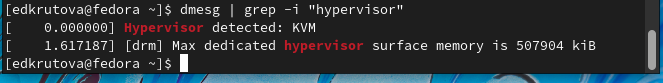 [edkrutova@fedora ~]$ dmesg | grep -i "hypervisor"
[    0.000000] Hypervisor detected: KVM
[    1.617187] [drm] Max dedicated hypervisor surface memory is 507904 kiB
[edkrutova@fedora ~]$